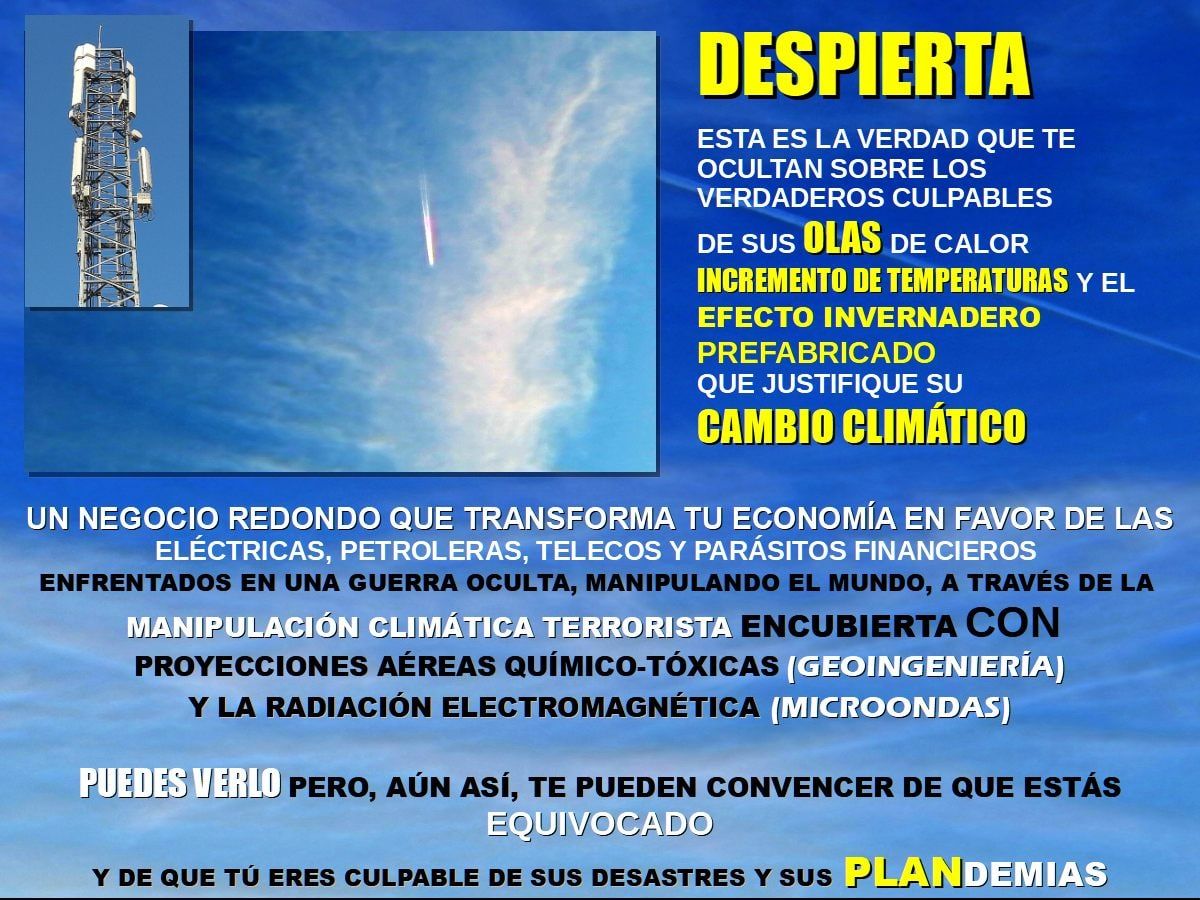 DESPIERTA
ESTA ES LA VERDAD QUE TE
OCULTAN SOBRE LOS
VERDADEROS CULPABLES
DE SUS OLAS DE CALOR
INCREMENTO DE TEMPERATURAS Y EL
EFECTO INVERNADERO
PREFABRICADO
QUE JUSTIFIQUE SU
CAMBIO CLIMÁTICO
UN NEGOCIO REDONDO QUE TRANSFORMA TU ECONOMÍA EN FAVOR DE LAS
ELÉCTRICAS, PETROLERAS, TELECOS Y PARÁSITOS FINANCIEROS
ENFRENTADOS EN UNA GUERRA OCULTA, MANIPULANDO EL MUNDO, A TRAVÉS DE LA
MANIPULACIÓN CLIMÁTICA TERRORISTA ENCUBIERTA CON
PROYECCIONES AÉREAS QUÍMICO-TÓXICAS (GEOINGENIERÍA)
Y LA RADIACIÓN ELECTROMAGNÉTICA (MICROONDAS)
PUEDES VERLO PERO, AÚN ASÍ, TE PUEDEN CONVENCER DE QUE ESTÁS
EQUIVOCADO
Y DE QUE TÚ ERES CULPABLE DE SUS DESASTRES Y SUS PLANDEMIAS